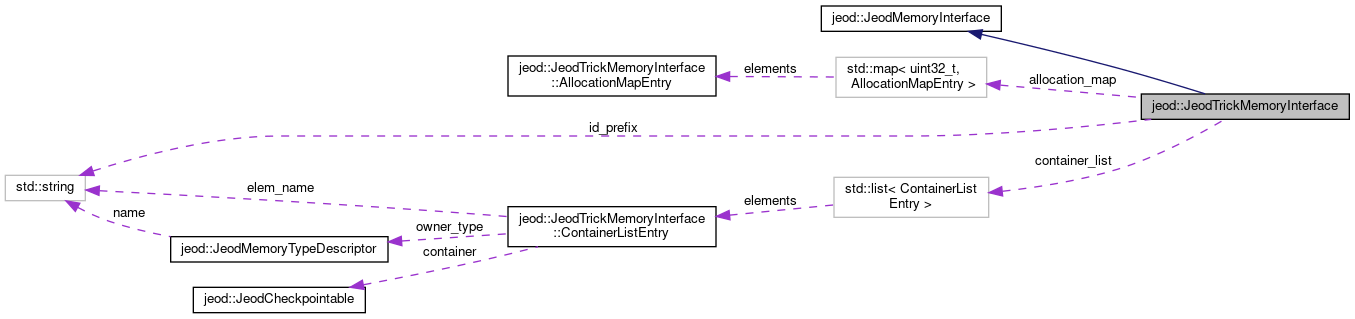 jeod::JeodMemoryInterface
jeod::JeodTrickMemoryInterface
::AllocationMapEntry
elements
std::map< uint32_t,
AllocationMapEntry >
allocation_map
jeod::JeodTrickMemoryInterface
id_prefix
container_list
std::string
elem_name
std::list< ContainerList
Entry >
elements
name
jeod::JeodTrickMemoryInterface
::ContainerListEntry
owner_type
jeod::JeodMemoryTypeDescriptor
container
jeod::JeodCheckpointable